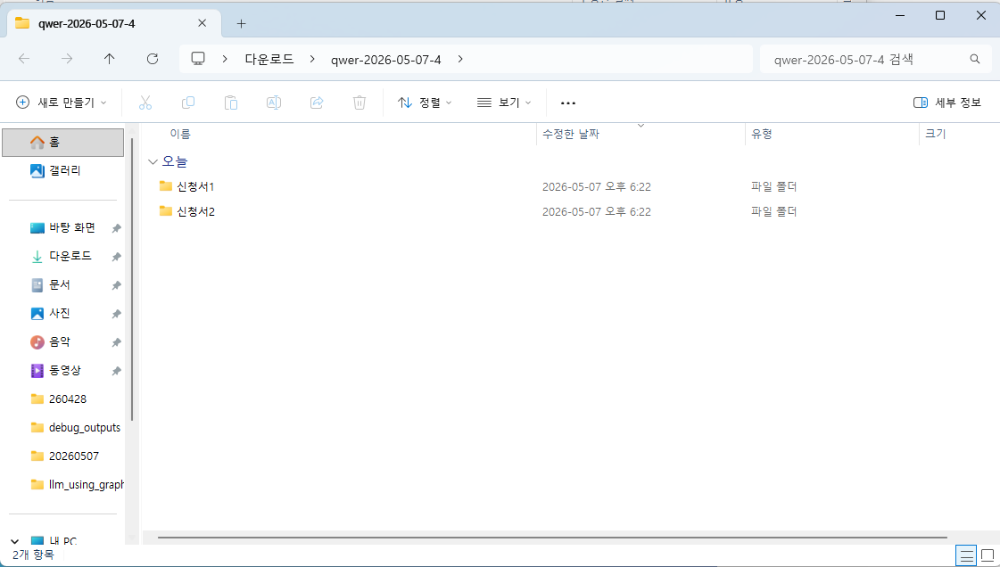 qwer-2026-05-07-4
다운로드 qwer-2026-05-07-4
qwer-2026-05-07-4 검색
새로 만들기
정렬
보기
세부 정보
홈
갤러리
바탕 화면
다운로드
문서
사진
음악
동영상
260428
debug_outputs
20260507
llm_using_graph
내 PC
이름 수정한 날짜 유형 크기
오늘
신청서1 2026-05-07 오후 6:22 파일 폴더
신청서2 2026-05-07 오후 6:22 파일 폴더
2개 항목